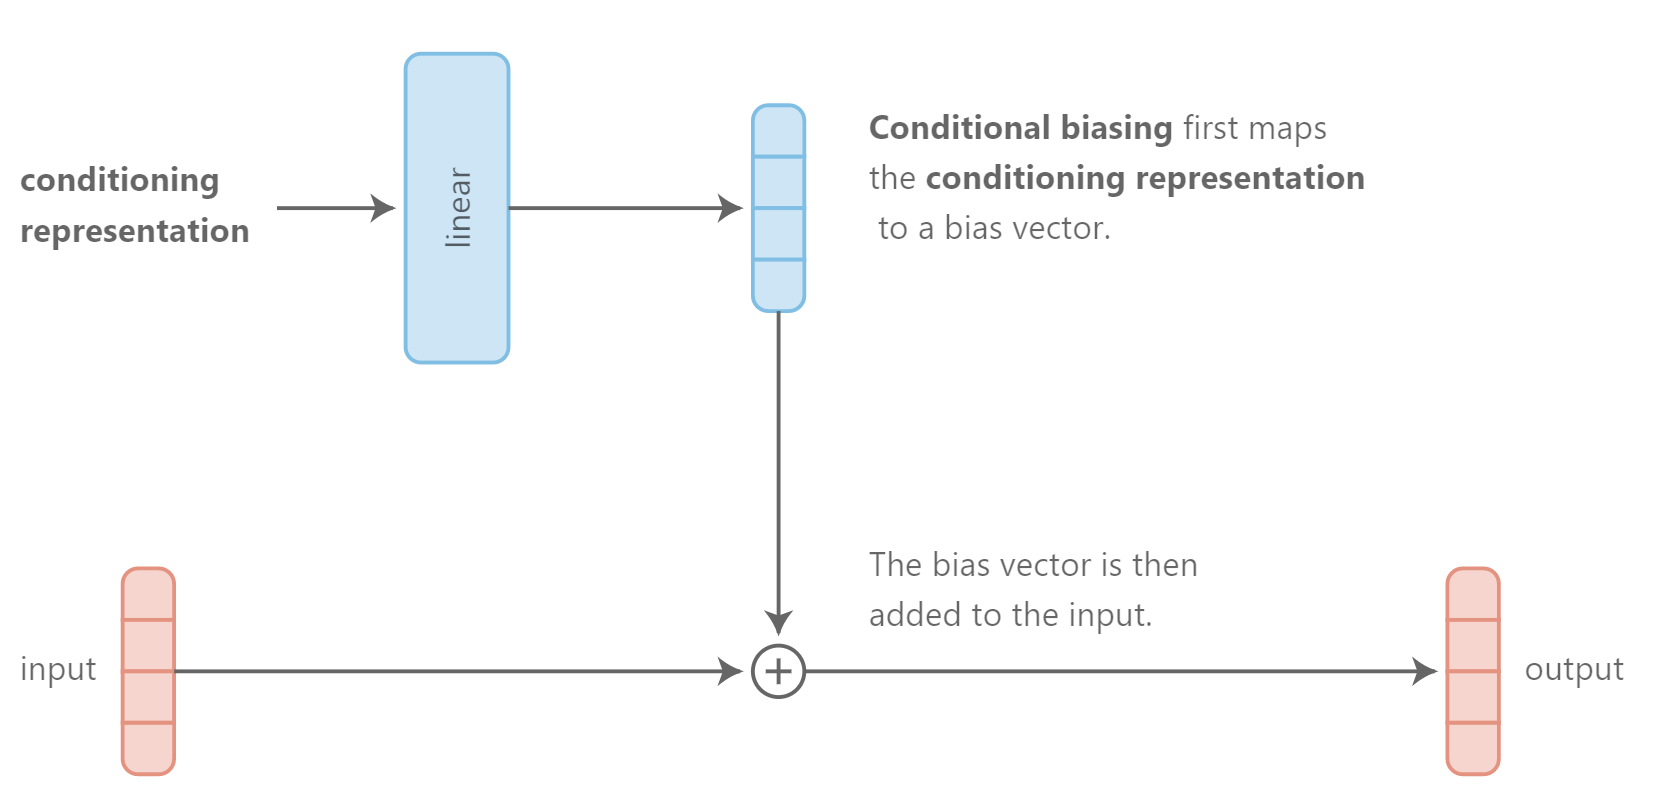 conditioning
representation
linear
Conditional biasing first maps
the conditioning representation
to a bias vector.
The bias vector is then
added to the input.
input
+
output